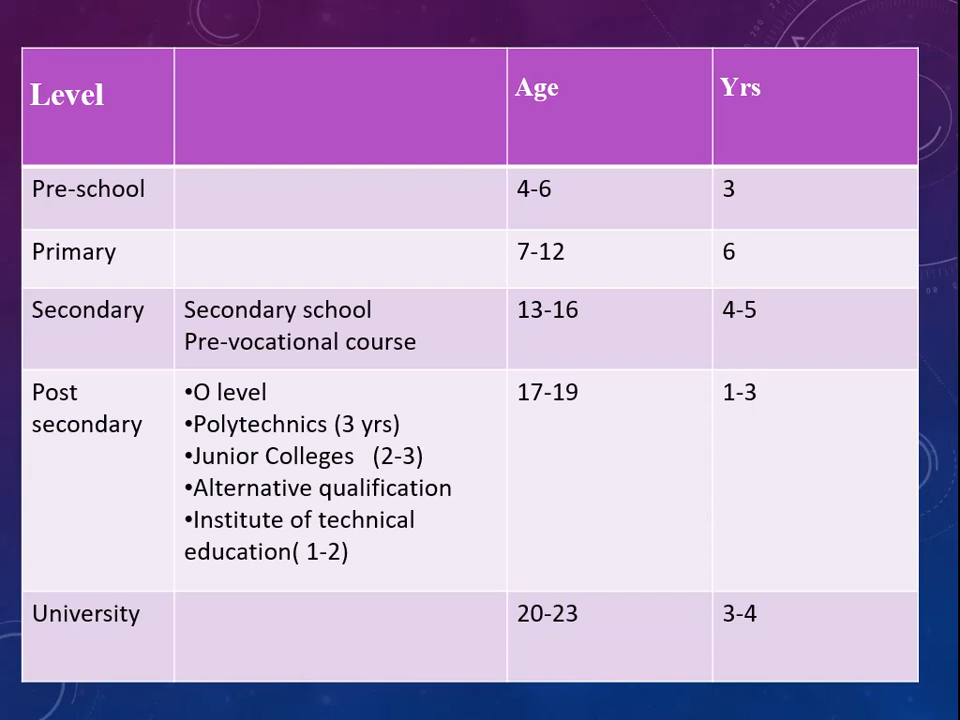 Level Age Yrs
Pre-school 4-6 3
Primary 7-12 6
Secondary Secondary school 13-16 4-5
Pre-vocational course
Post •O level 17-19 1-3
secondary •Polytechnics (3 yrs)
•Junior Colleges (2-3)
•Alternative qualification
•Institute of technical
education( 1-2)
University 20-23 3-4